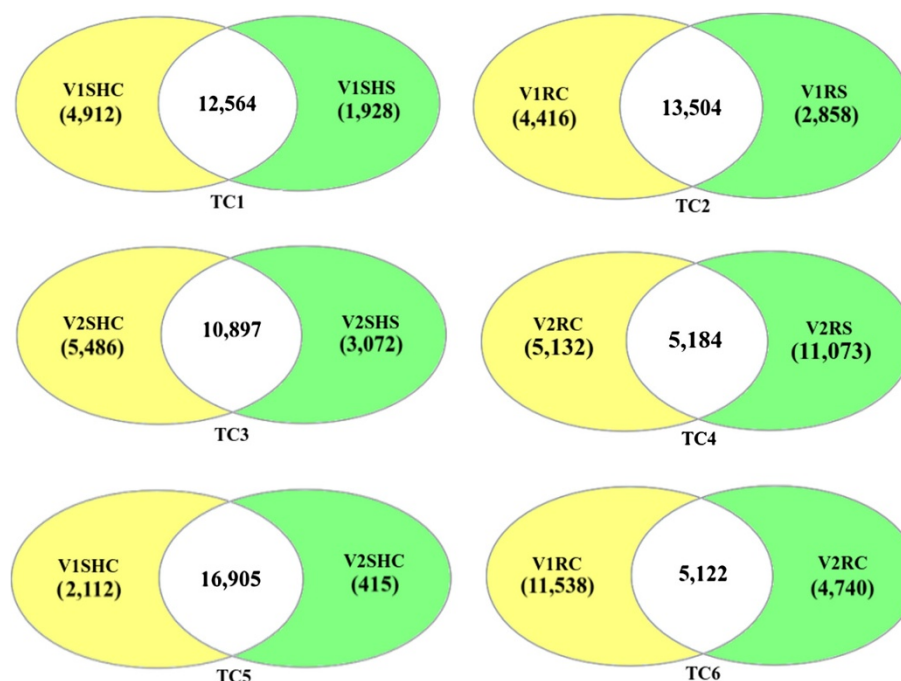 V1SHC
(4,912)
12,564
V1SHS
(1,928)
TC1
V1RC
(4,416)
13,504
V1RS
(2,858)
TC2
V2SHC
(5,486)
10,897
V2SHS
(3,072)
TC3
V2RC
(5,132)
5,184
V2RS
(11,073)
TC4
V1SHC
(2,112)
16,905
V2SHC
(415)
TC5
V1RC
(11,538)
5,122
V2RC
(4,740)
TC6